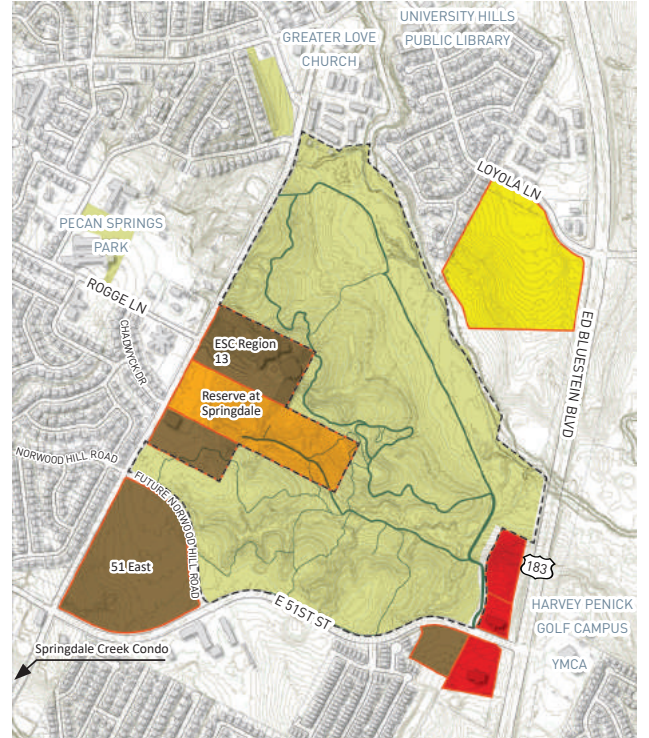 UNIVERSITY HILLS
PUBLIC LIBRARY
GREATER LOVE
CHURCH
LOYOLA LN
PECAN SPRINGS
PARK
ROGGE LN
CHADWYCK DR
ED BLUESTEIN BLVD
ESC Region
13
Reserve at
Springdale
NORWOOD HILL ROAD
FUTURE NORWOOD HILL ROAD
51 East
183
E 51ST ST
HARVEY PENICK
GOLF CAMPUS
YMCA
Springdale Creek Condo